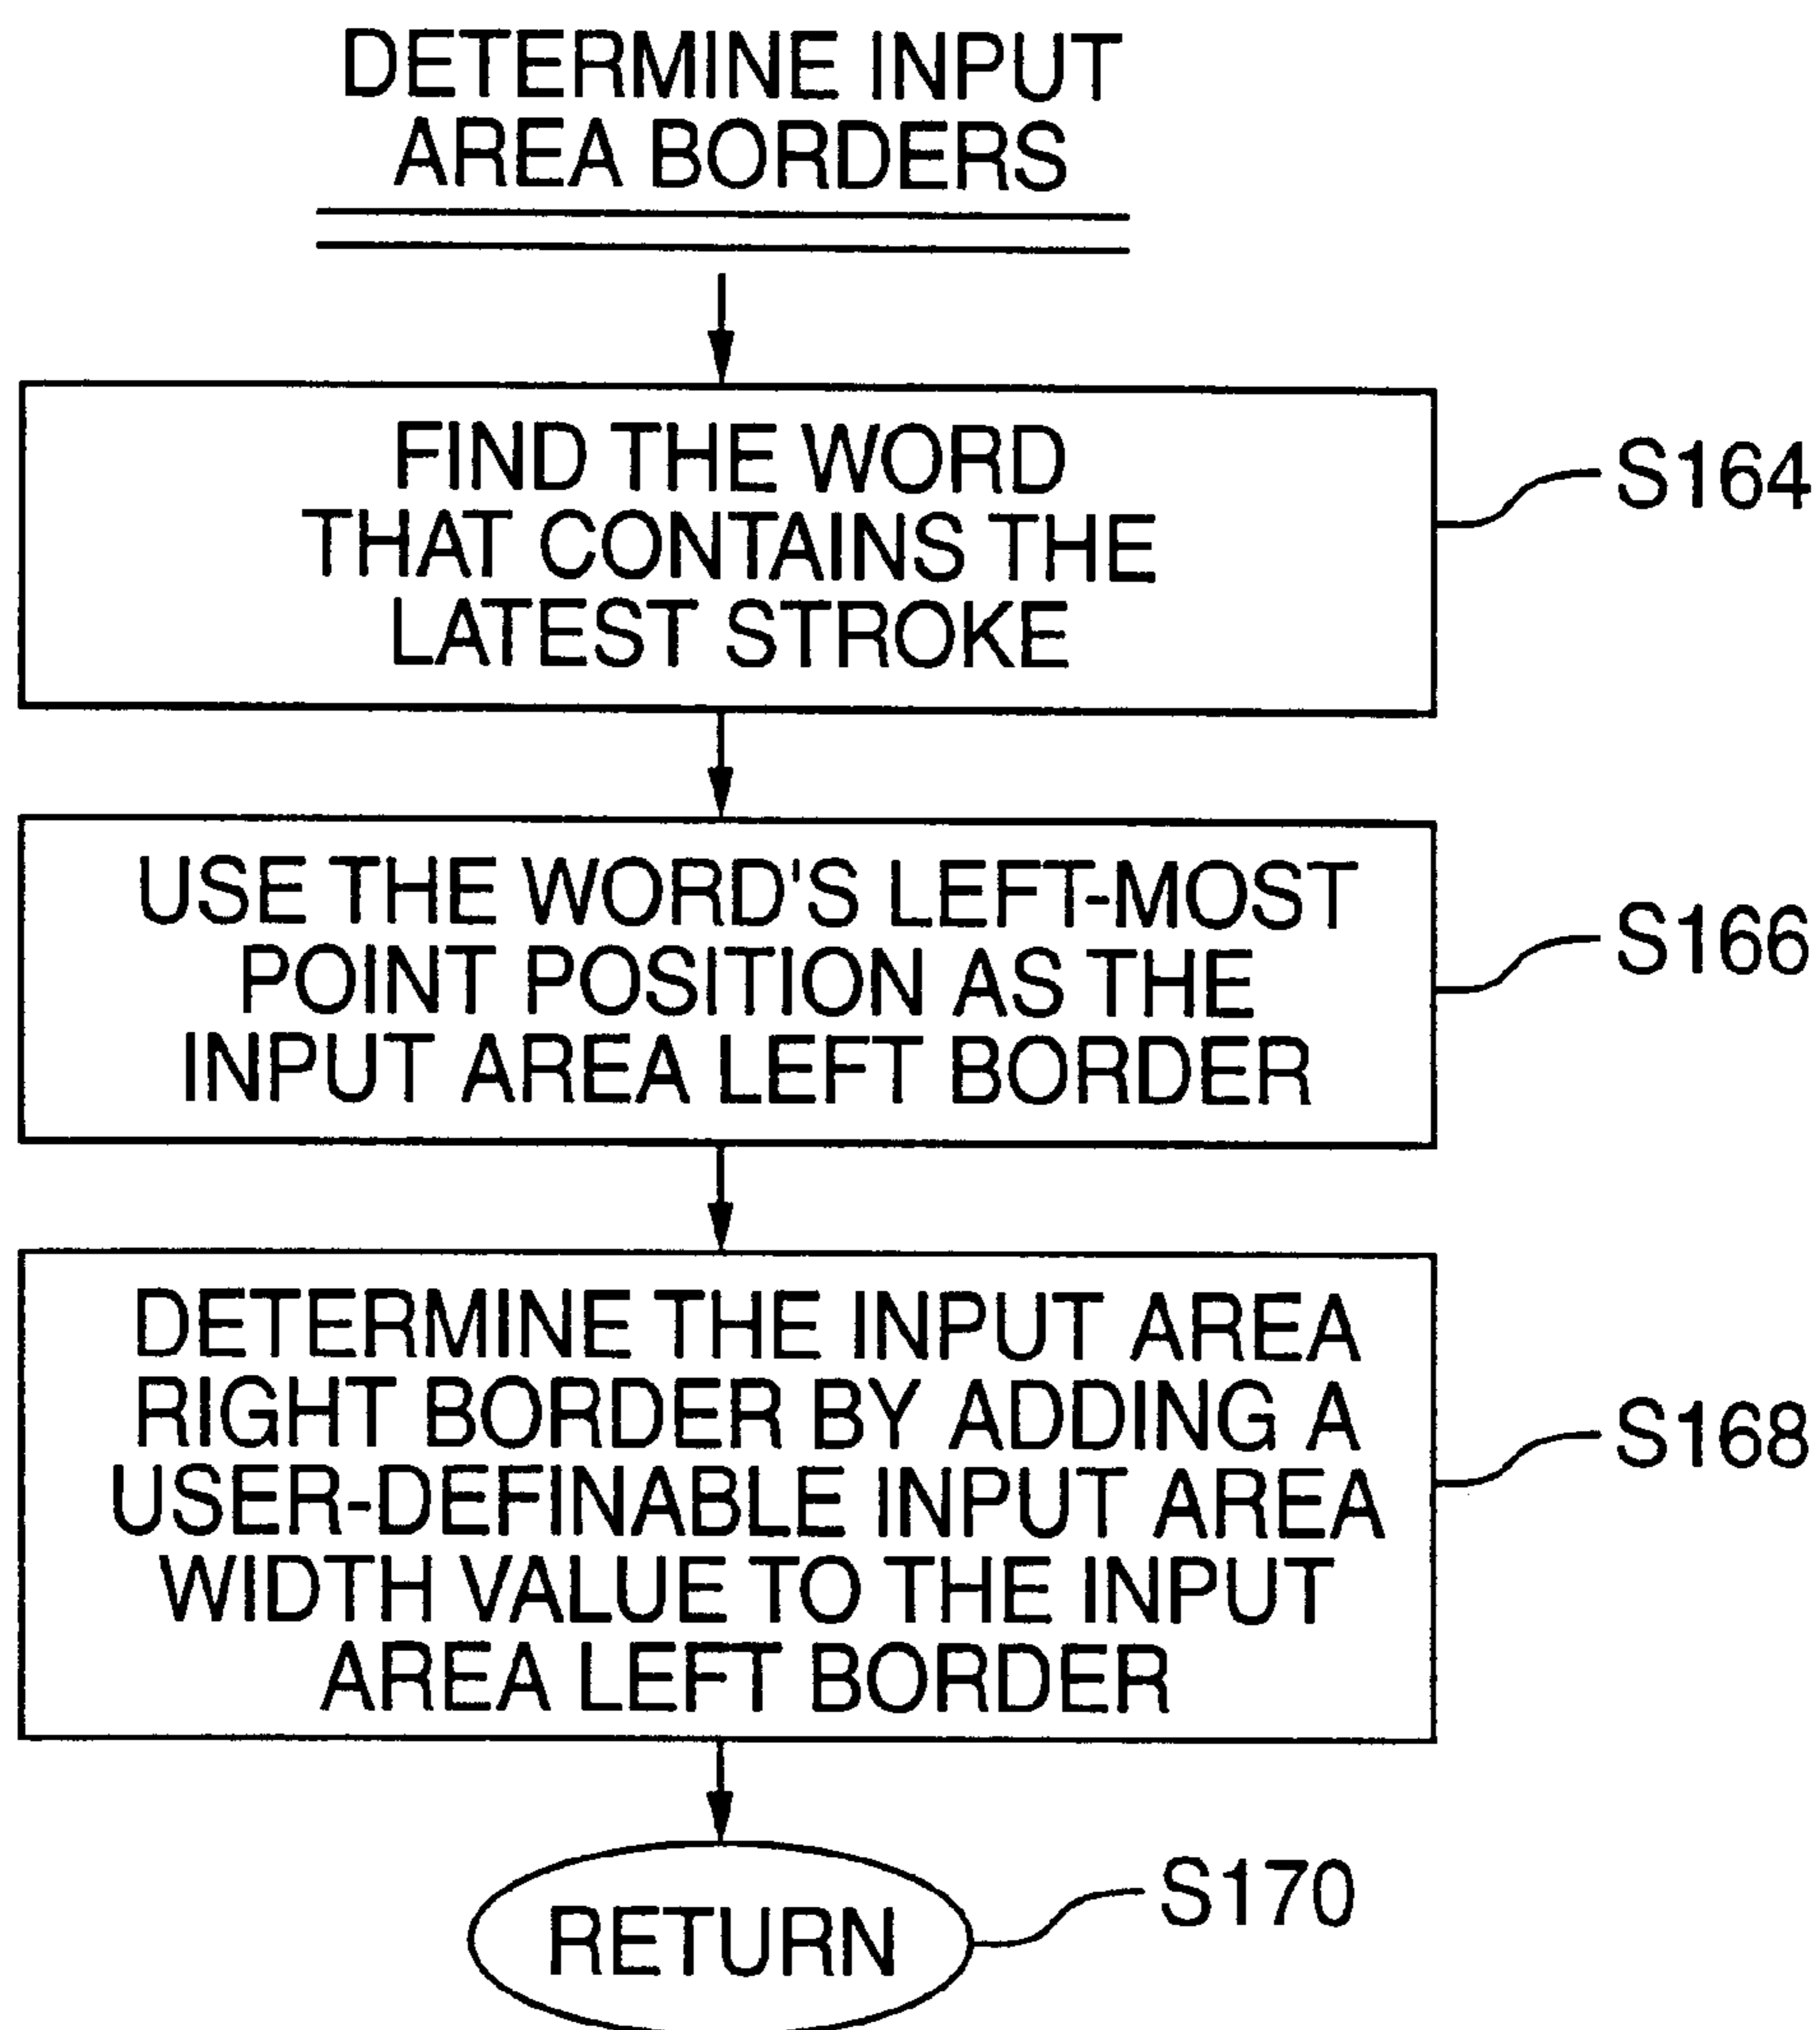 DETERMINE INPUT
AREA BORDERS
FIND THE WORD
THAT CONTAINS THE
LATEST STROKE
S164
USE THE WORD'S LEFT-MOST
POINT POSITION AS THE
INPUT AREA LEFT BORDER
S166
DETERMINE THE INPUT AREA
RIGHT BORDER BY ADDING A
USER-DEFINABLE INPUT AREA
WIDTH VALUE TO THE INPUT
AREA LEFT BORDER
S168
RETURN
S170